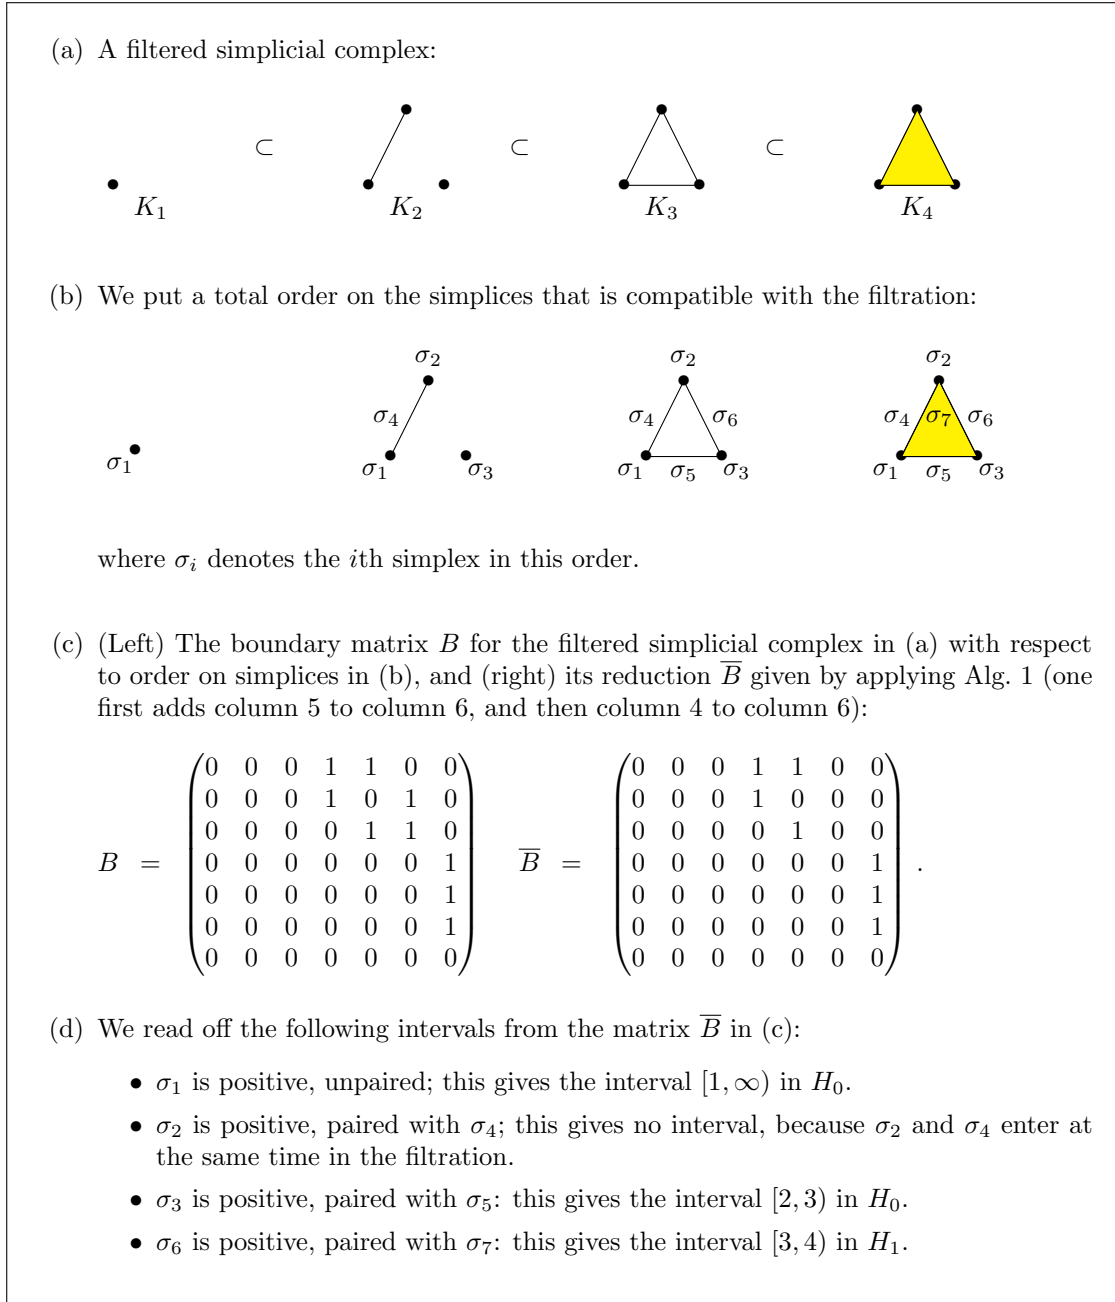 (a) A filtered simplicial complex:
⊂ ⊂ ⊂
K₁ K₂ K₃ K₄
(b) We put a total order on the simplices that is compatible with the filtration:
σ₂ σ₂ σ₂
σ₄ σ₄ σ₆ σ₄ σ₇ σ₆
σ₁ σ₁ σ₃ σ₁ σ₅ σ₃ σ₁ σ₅ σ₃
where σᵢ denotes the ith simplex in this order.
(c) (Left) The boundary matrix B for the filtered simplicial complex in (a) with respect
to order on simplices in (b), and (right) its reduction B̅ given by applying Alg. 1 (one
first adds column 5 to column 6, and then column 4 to column 6):
0 0 0 1 1 0 0 0 0 0 1 1 0 0
0 0 0 1 0 1 0 0 0 0 1 0 0 0
0 0 0 0 1 1 0 0 0 0 0 1 0 0
B = 0 0 0 0 0 0 1 B̅ = 0 0 0 0 0 0 1 .
0 0 0 0 0 0 1 0 0 0 0 0 0 1
0 0 0 0 0 0 1 0 0 0 0 0 0 1
0 0 0 0 0 0 0 0 0 0 0 0 0 0
(d) We read off the following intervals from the matrix B̅ in (c):
• σ₁ is positive, unpaired; this gives the interval [1, ∞) in H₀.
• σ₂ is positive, paired with σ₄; this gives no interval, because σ₂ and σ₄ enter at
the same time in the filtration.
• σ₃ is positive, paired with σ₅: this gives the interval [2, 3) in H₀.
• σ₆ is positive, paired with σ₇: this gives the interval [3, 4) in H₁.